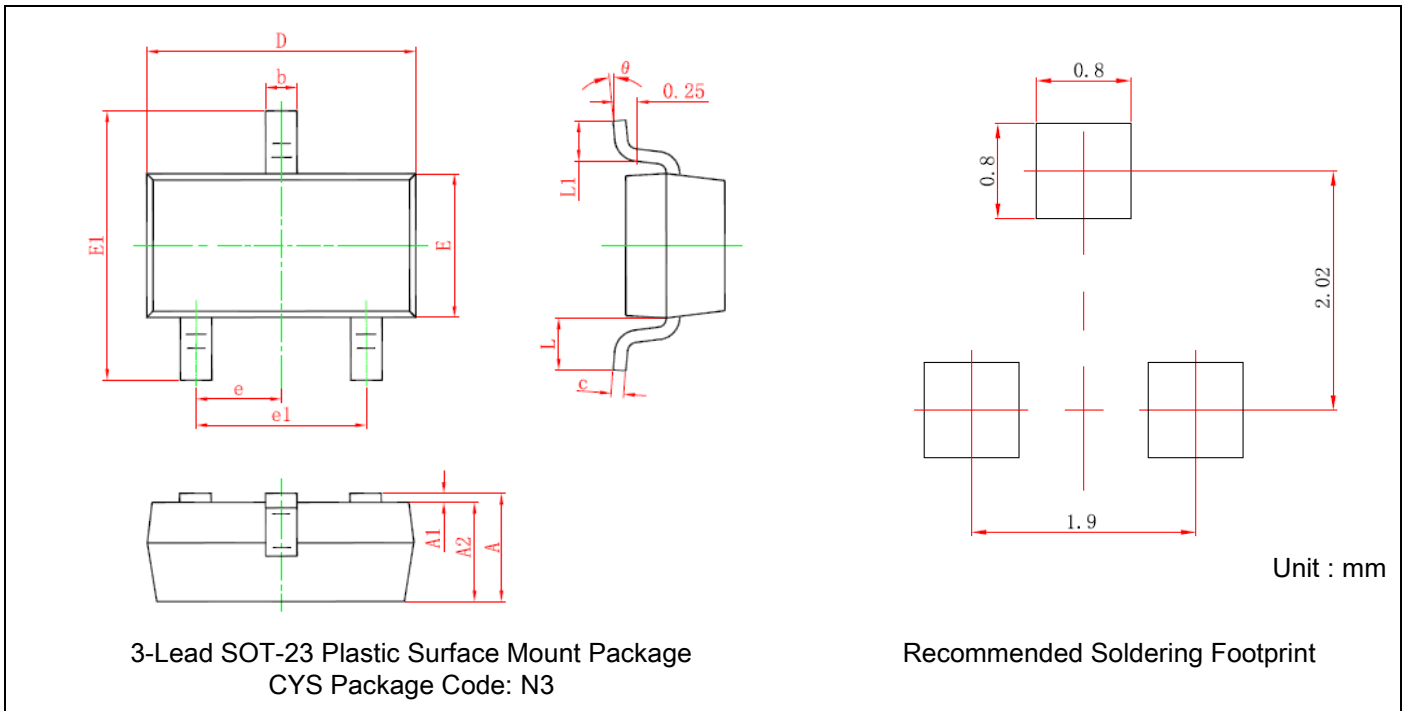 D
b
E1
E
e
e1
θ
0.25
L1
L
c
A1
A2
A
0.8
0.8
2.02
1.9
Unit : mm
3-Lead SOT-23 Plastic Surface Mount Package
CYS Package Code: N3
Recommended Soldering Footprint